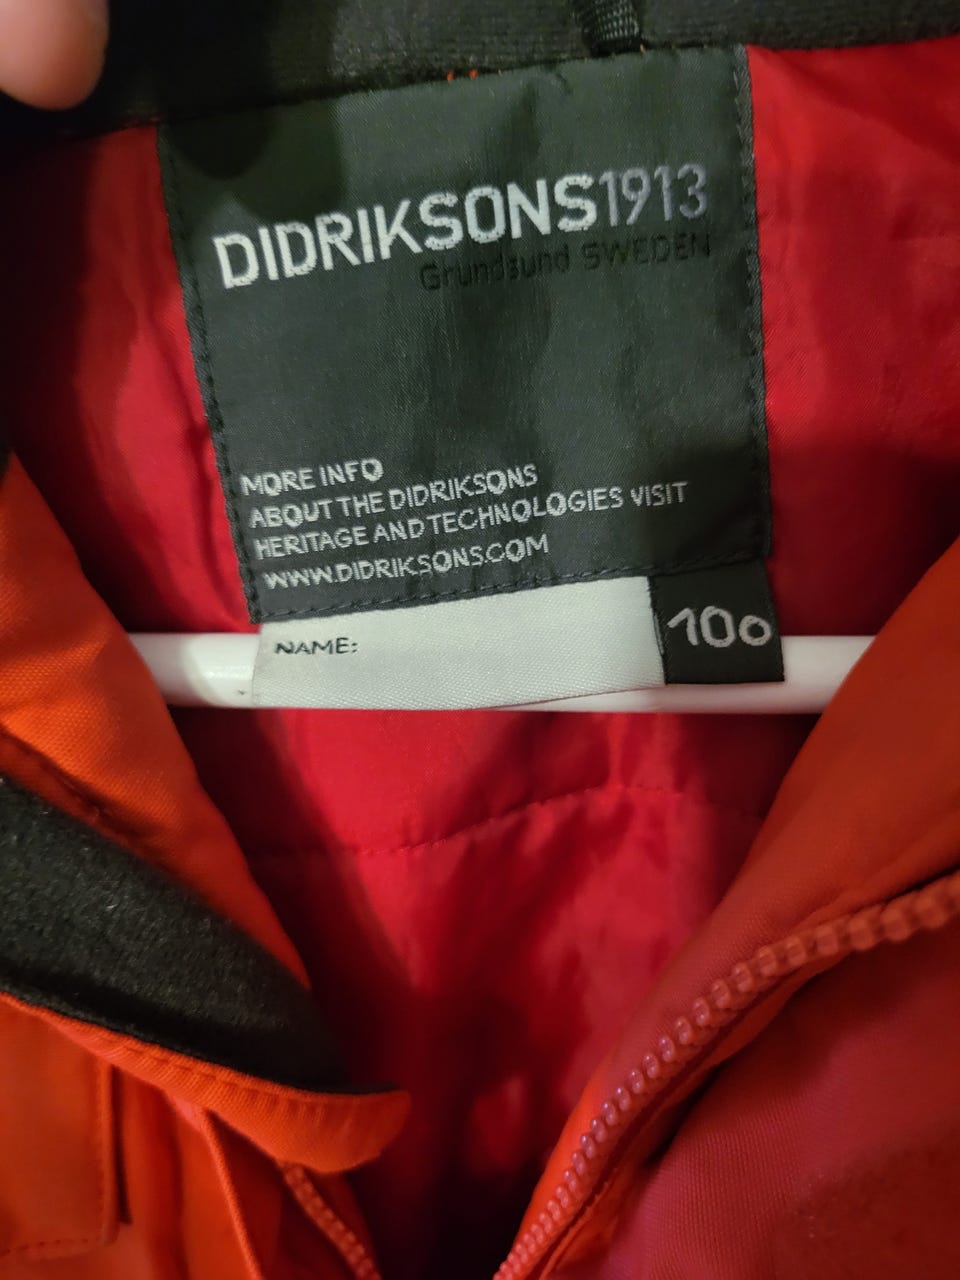 DIDRIKSONS1913
Grundsund SWEDEN
MORE INFO
ABOUT THE DIDRIKSONS
HERITAGE AND TECHNOLOGIES VISIT
WWW.DIDRIKSONS.COM
NAME:
100